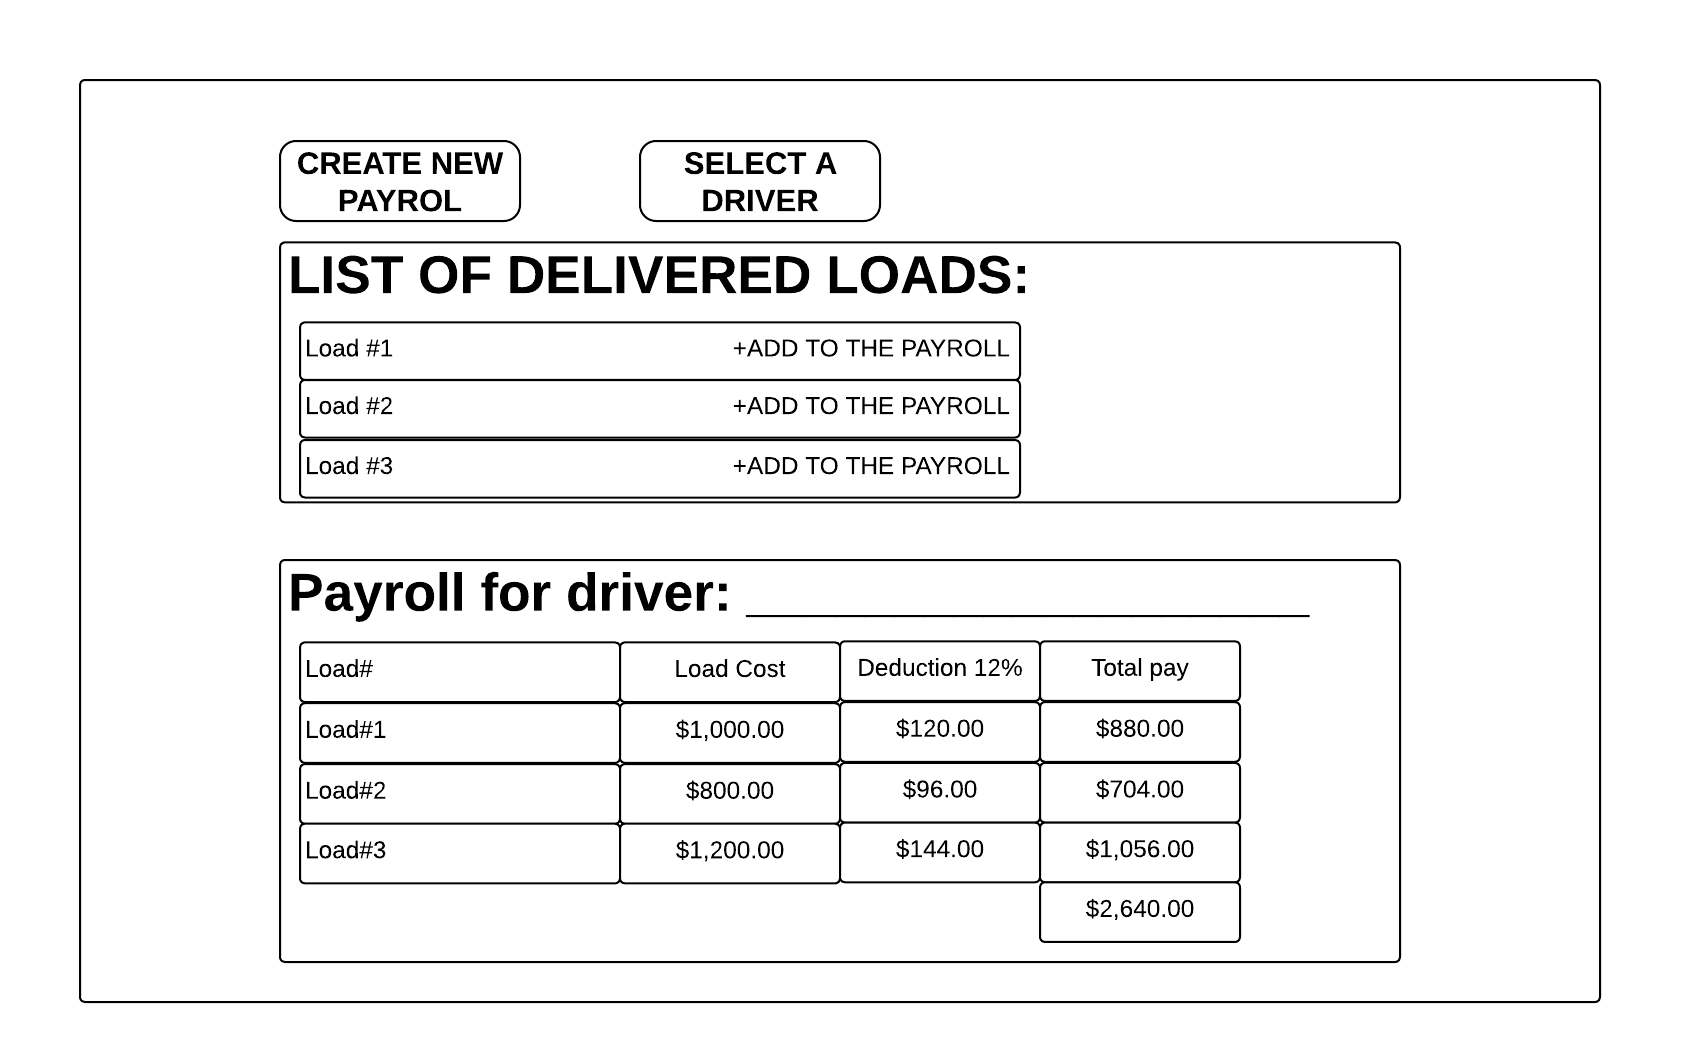 CREATE NEW
PAYROL
SELECT A
DRIVER
LIST OF DELIVERED LOADS:
Load #1 +ADD TO THE PAYROLL
Load #2 +ADD TO THE PAYROLL
Load #3 +ADD TO THE PAYROLL
Payroll for driver: ____________________
Load# Load Cost Deduction 12% Total pay
Load#1 $1,000.00 $120.00 $880.00
Load#2 $800.00 $96.00 $704.00
Load#3 $1,200.00 $144.00 $1,056.00
$2,640.00